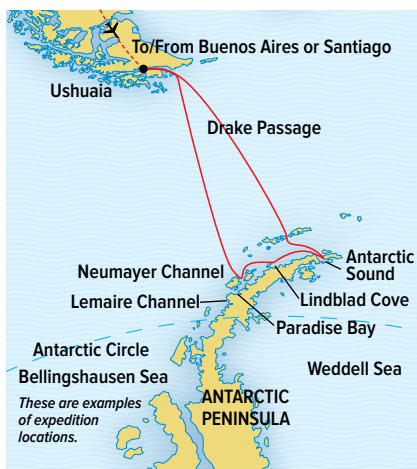 To/From Buenos Aires or Santiago
Ushuaia
Drake Passage
Antarctic
Sound
Neumayer Channel
Lindblad Cove
Lemaire Channel
Paradise Bay
Antarctic Circle
Weddell Sea
Bellingshausen Sea
These are examples
of expedition
locations.
ANTARCTIC
PENINSULA